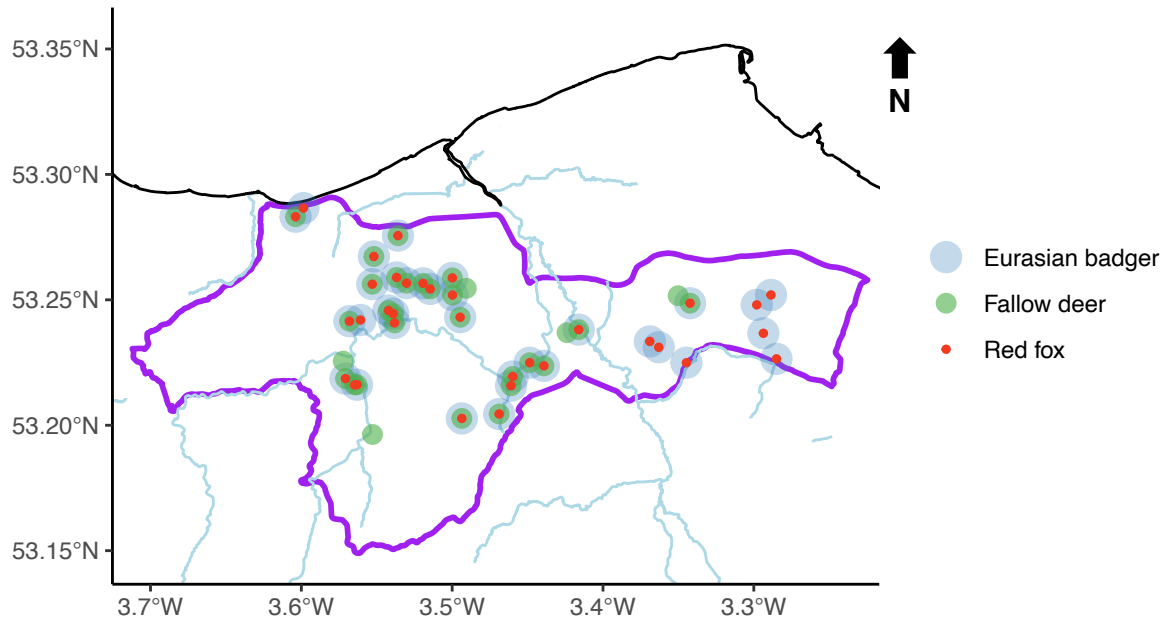 53.35°N
53.30°N
53.25°N
53.20°N
53.15°N
3.7°W 3.6°W 3.5°W 3.4°W 3.3°W
N
Eurasian badger
Fallow deer
Red fox